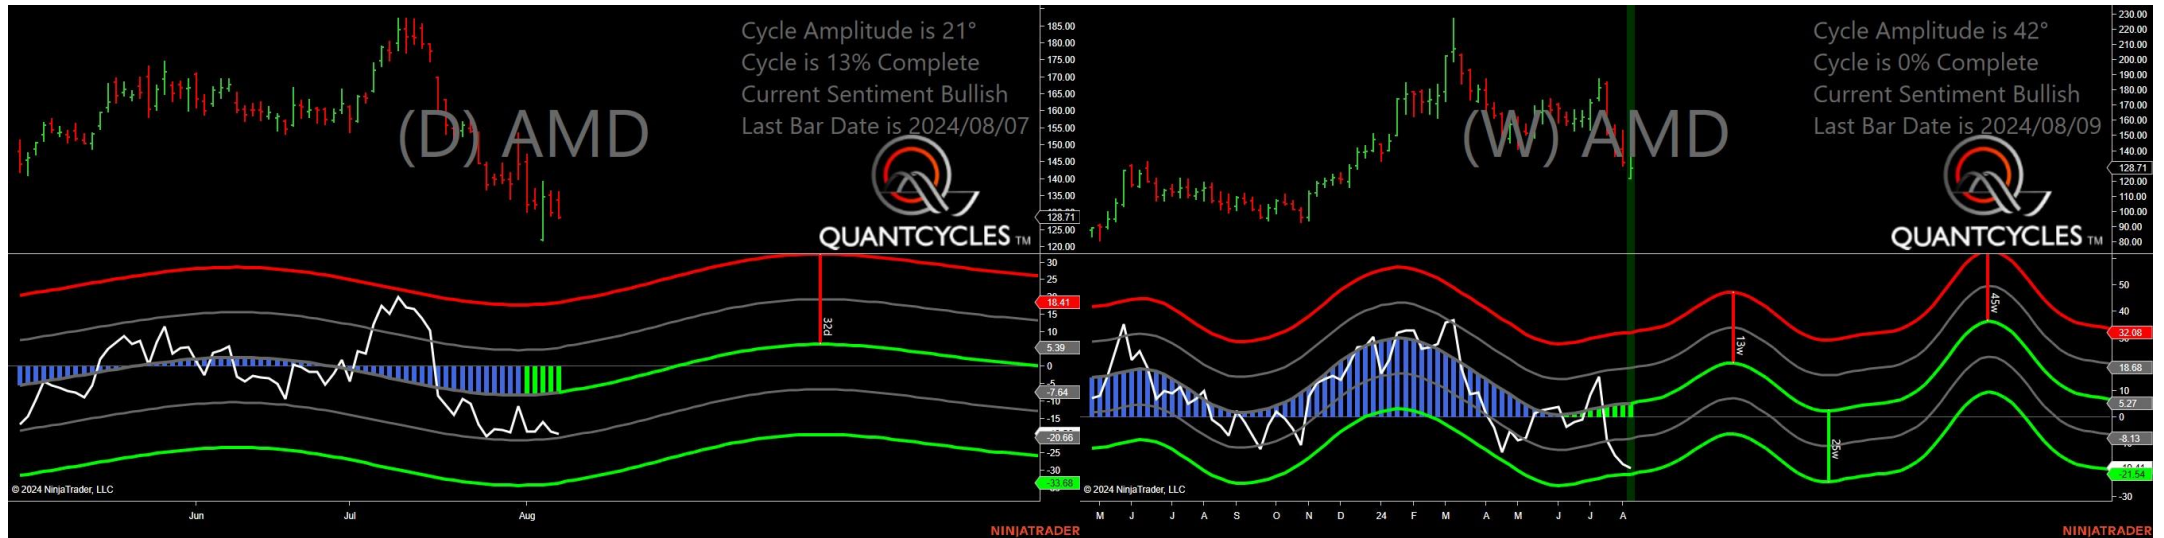 Cycle Amplitude is 21°
Cycle is 13% Complete
Current Sentiment Bullish
Last Bar Date is 2024/08/07
(D) AMD
QUANTCYCLES TM
185.00
180.00
175.00
170.00
165.00
160.00
155.00
150.00
145.00
140.00
135.00
128.71
125.00
120.00
32d
30
25
18.41
15
10
5.39
0
-5
-7.64
-10
-15
-20.66
-25
-30
-33.68
© 2024 NinjaTrader, LLC
Jun
Jul
Aug
NINJATRADER
Cycle Amplitude is 42°
Cycle is 0% Complete
Current Sentiment Bullish
Last Bar Date is 2024/08/09
(W) AMD
QUANTCYCLES TM
230.00
220.00
210.00
200.00
190.00
180.00
170.00
160.00
150.00
140.00
128.71
120.00
110.00
100.00
90.00
80.00
13w
25w
45w
50
40
32.08
18.68
10
5.27
0
-8.13
-21.54
-30
© 2024 NinjaTrader, LLC
M J J A S O N D 24 F M A M J J A
NINJATRADER